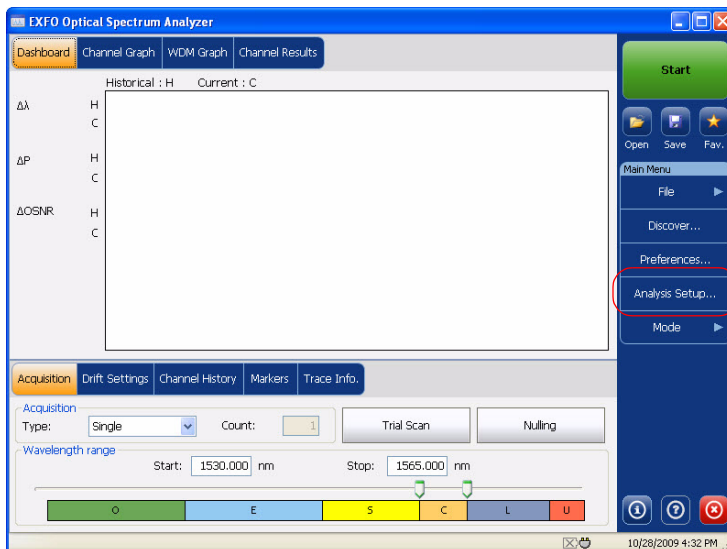 EXFO Optical Spectrum Analyzer
Dashboard Channel Graph WDM Graph Channel Results
Historical : H Current : C
Δλ H
C
ΔP H
C
ΔOSNR H
C
Start
Open Save Fav.
Main Menu
File
Discover...
Preferences...
Analysis Setup...
Mode
Acquisition Drift Settings Channel History Markers Trace Info.
Acquisition
Type: Single Count: 1 Trial Scan Nulling
Wavelength range
Start: 1530.000 nm Stop: 1565.000 nm
O E S C L U
10/28/2009 4:32 PM